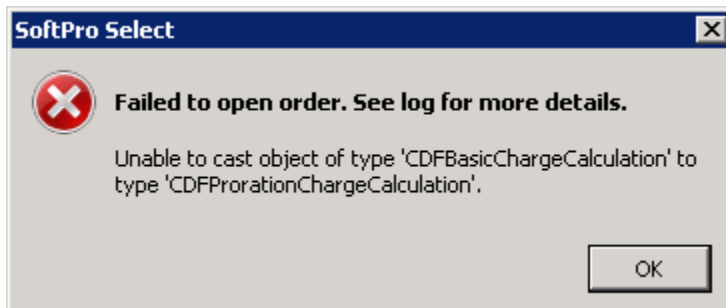 SoftPro Select
Failed to open order. See log for more details.
Unable to cast object of type 'CDFBasicChargeCalculation' to
type 'CDFProrationChargeCalculation'.
OK